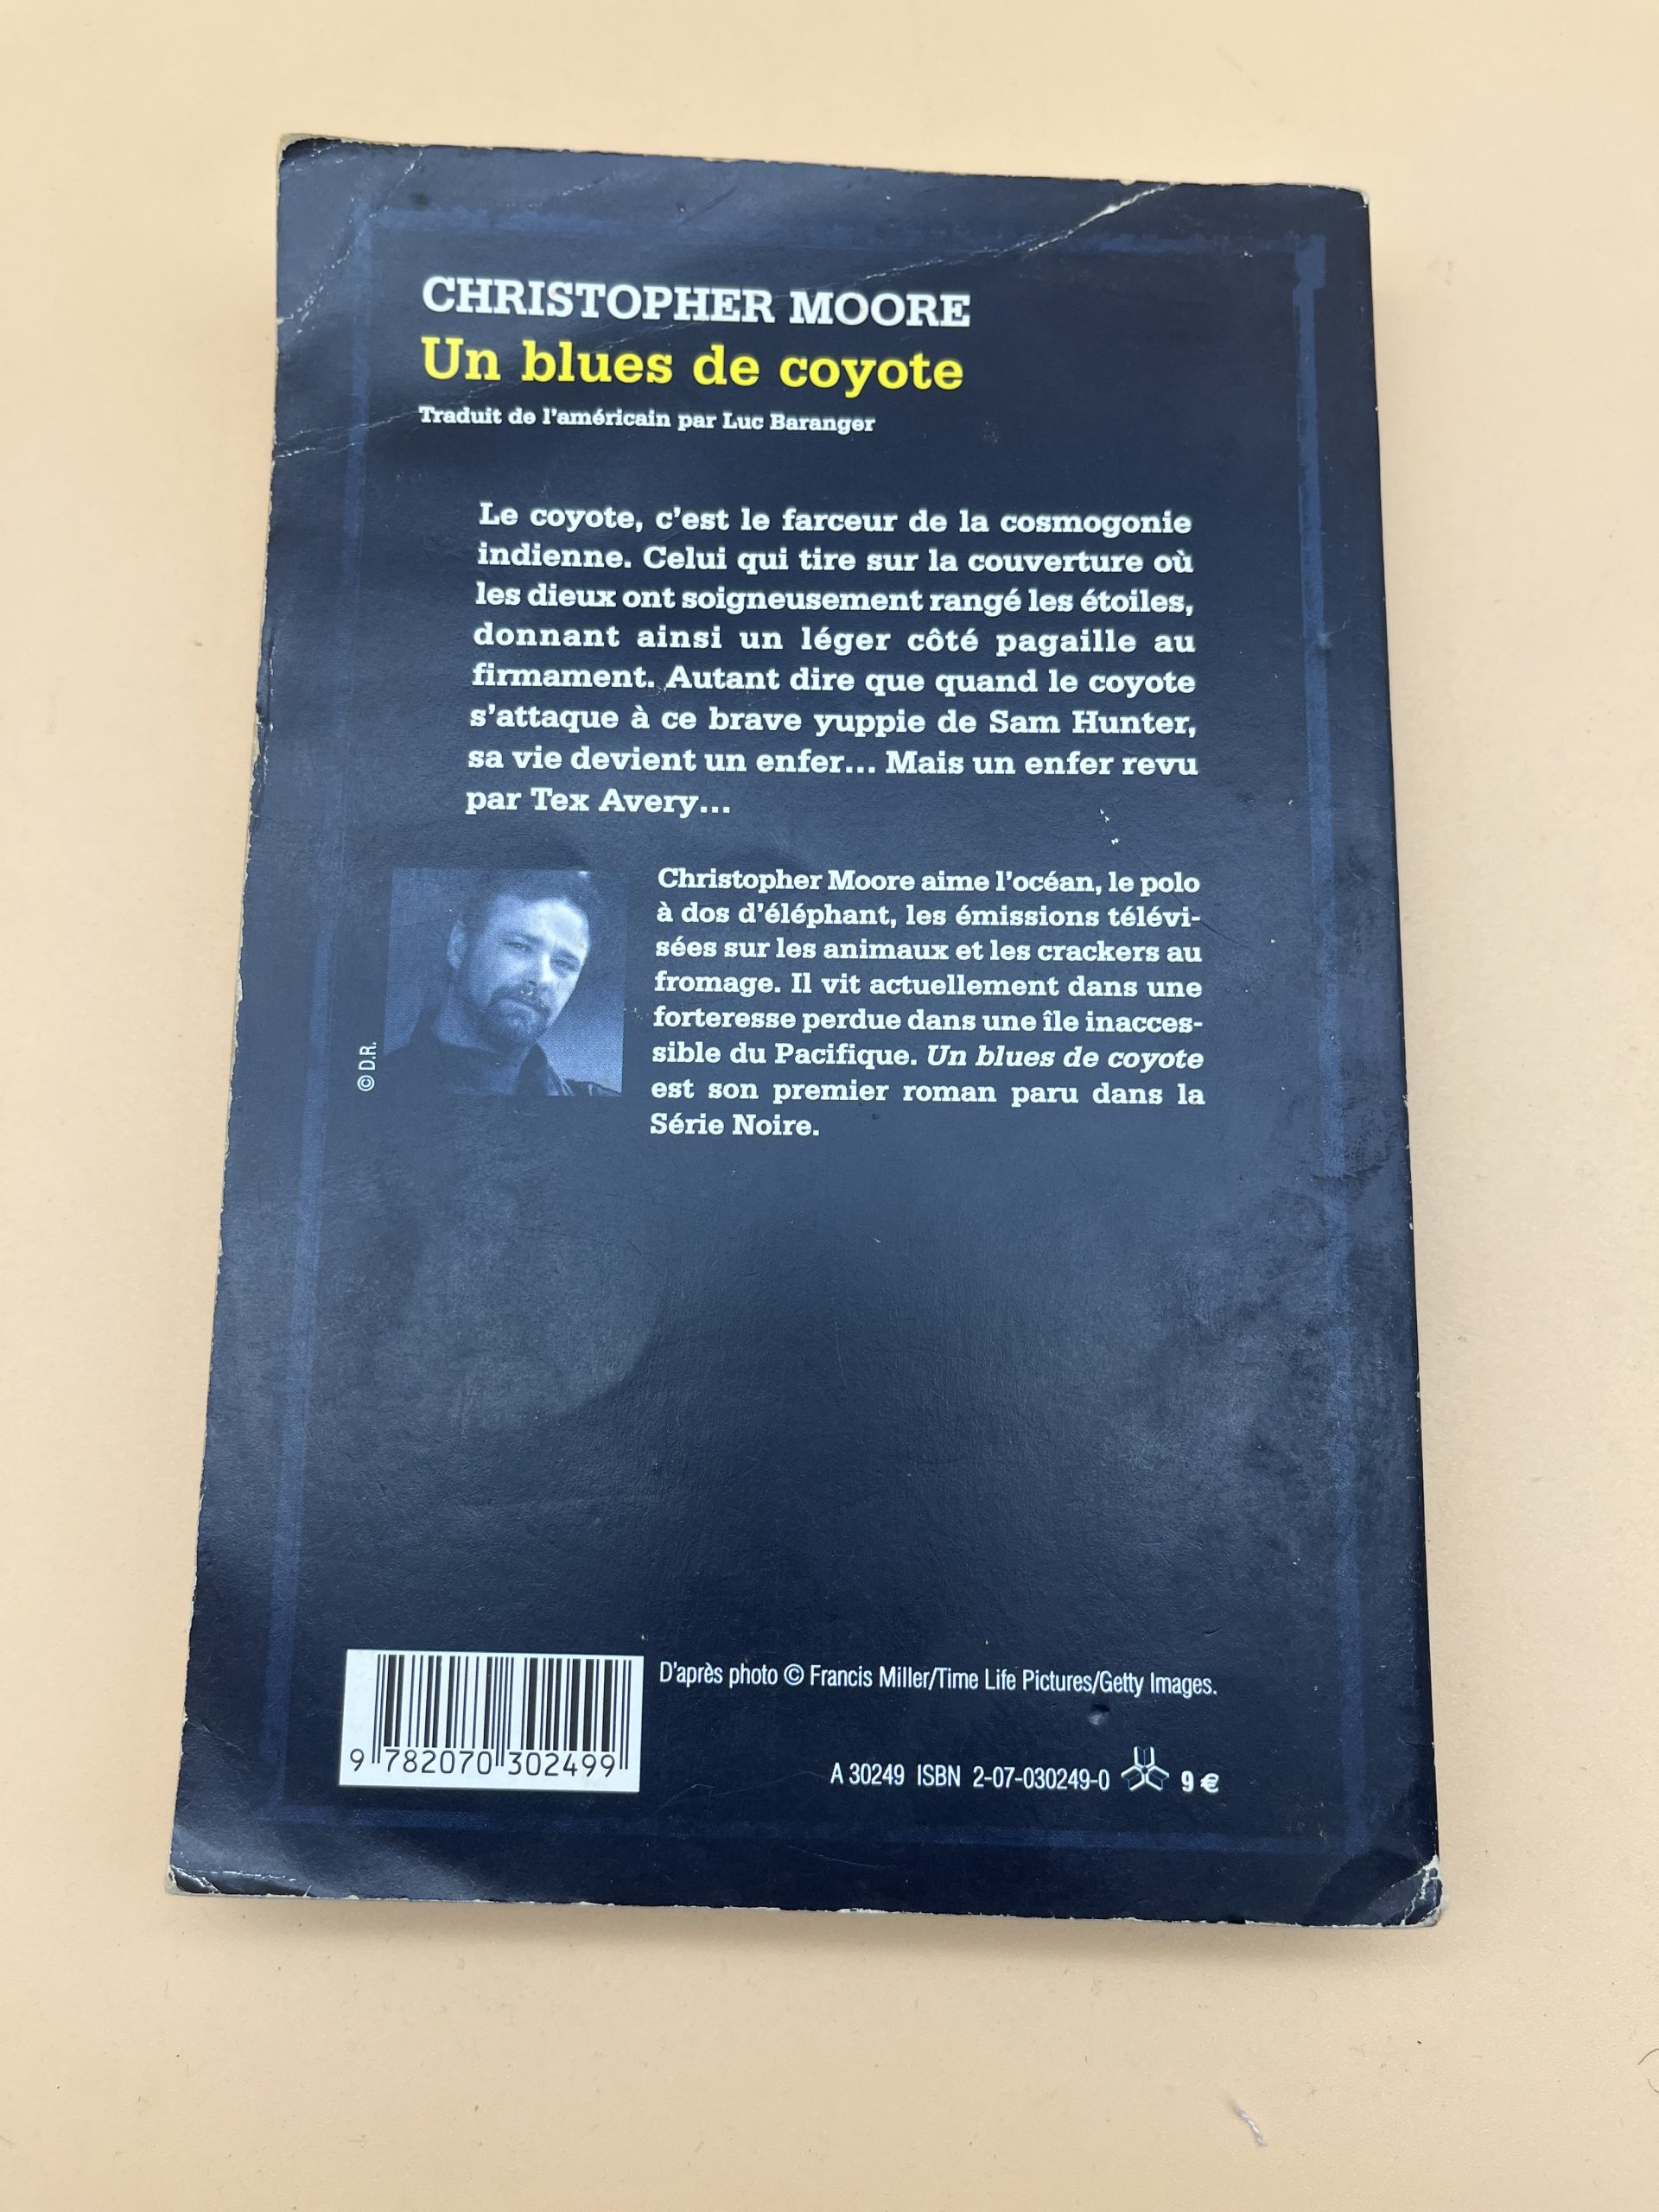 CHRISTOPHER MOORE
Un blues de coyote
Traduit de l'américain par Luc Baranger
Le coyote, c'est le farceur de la cosmogonie
indienne. Celui qui tire sur la couverture où
les dieux ont soigneusement rangé les étoiles,
donnant ainsi un léger côté pagaille au
firmament. Autant dire que quand le coyote
s'attaque à ce brave yuppie de Sam Hunter,
sa vie devient un enfer... Mais un enfer revu
par Tex Avery...
Christopher Moore aime l'océan, le polo
à dos d'éléphant, les émissions télévi-
sées sur les animaux et les crackers au
fromage. Il vit actuellement dans une
forteresse perdue dans une île inacces-
sible du Pacifique. Un blues de coyote
est son premier roman paru dans la
Série Noire.
© D.R.
D'après photo © Francis Miller/Time Life Pictures/Getty Images.
9 782070 302499
A 30249 ISBN 2-07-030249-0 9 €